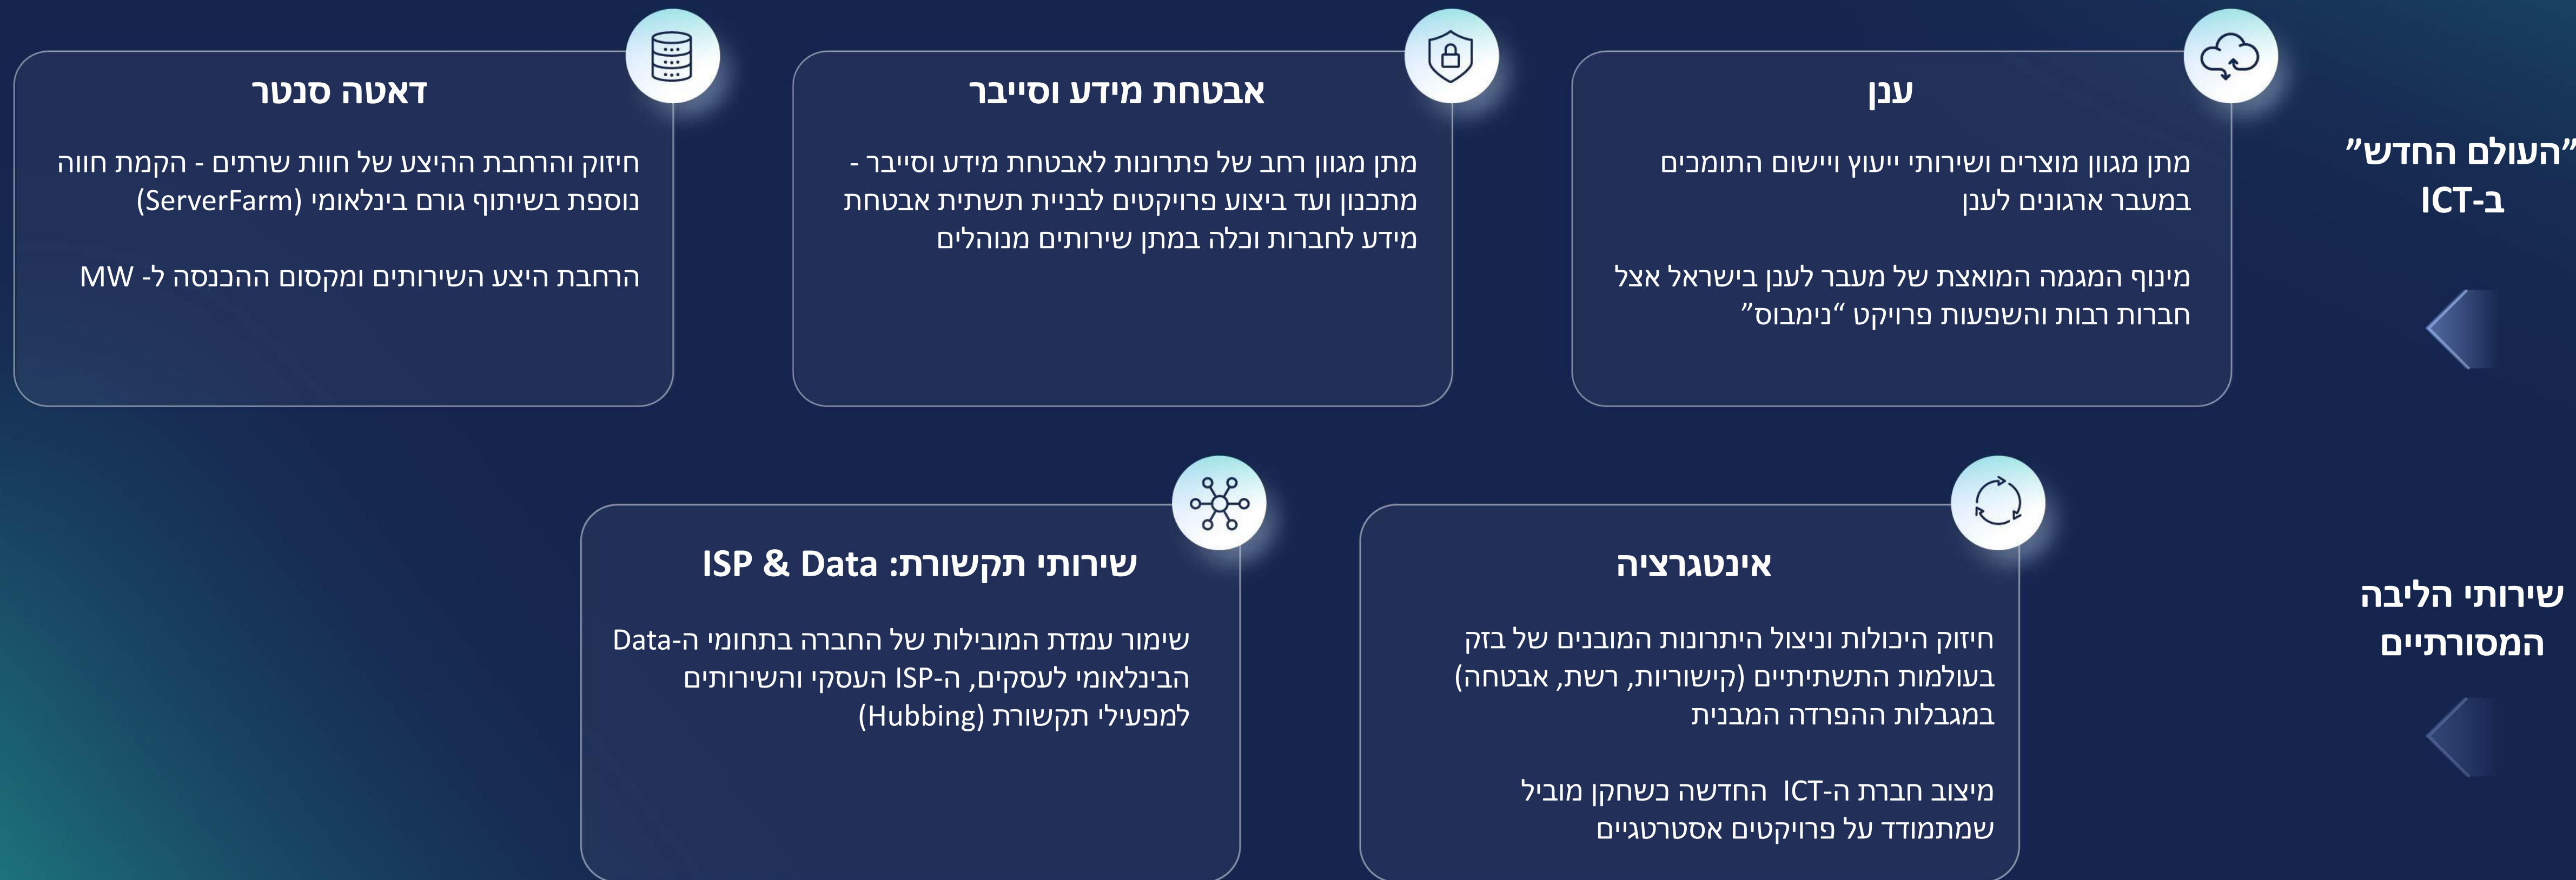 "העולם החדש"
ב-ICT
ענן
מתן מגוון מוצרים ושירותי ייעוץ ויישום התומכים
במעבר ארגונים לענן
מינוף המגמה המואצת של מעבר לענן בישראל אצל
חברות רבות והשפעות פרויקט "נימבוס"
אבטחת מידע וסייבר
מתן מגוון רחב של פתרונות לאבטחת מידע וסייבר -
מתכנון ועד ביצוע פרויקטים לבניית תשתית אבטחת
מידע לחברות וכלה במתן שירותים מנוהלים
דאטה סנטר
חיזוק והרחבת ההיצע של חוות שרתים - הקמת חווה
נוספת בשיתוף גורם בינלאומי (ServerFarm)
הרחבת היצע השירותים ומקסום ההכנסה ל- MW
שירותי הליבה
המסורתיים
אינטגרציה
חיזוק היכולות וניצול היתרונות המובנים של בזק
בעולמות התשתיתיים (קישוריות, רשת, אבטחה)
במגבלות ההפרדה המבנית
מיצוב חברת ה-ICT החדשה כשחקן מוביל
שמתמודד על פרויקטים אסטרטגיים
שירותי תקשורת: ISP & Data
שימור עמדת המובילות של החברה בתחומי ה-Data
הבינלאומי לעסקים, ה-ISP העסקי והשירותים
למפעילי תקשורת (Hubbing)